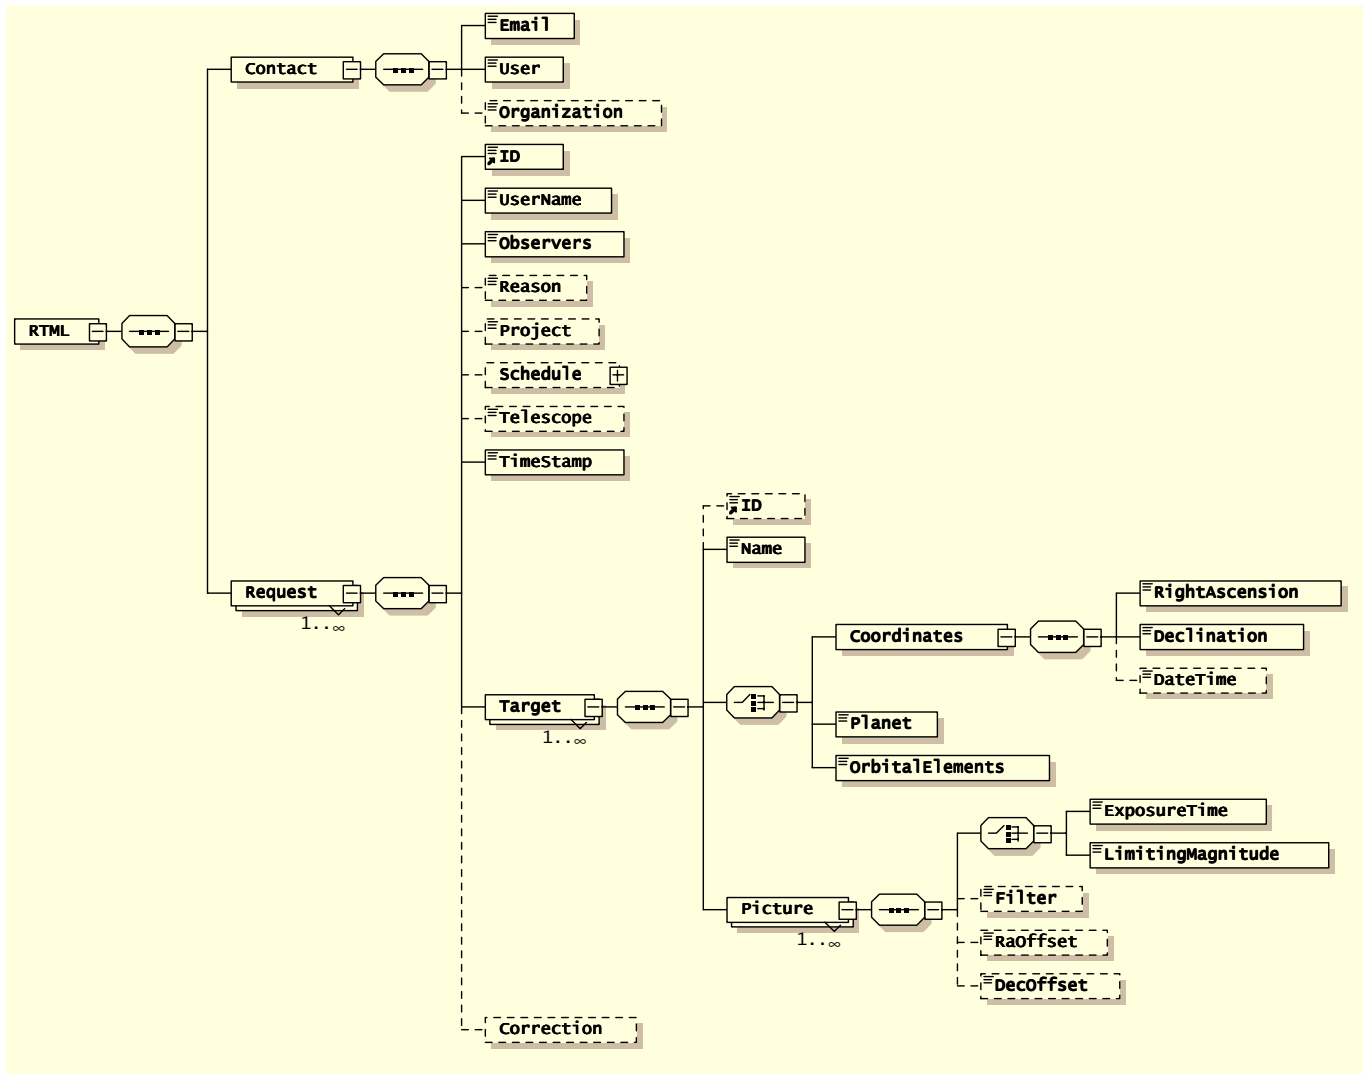 Email
Contact
User
Organization
ID
UserName
Observers
Reason
RTML
Project
Schedule
Telescope
TimeStamp
ID
Name
Request
1..∞
RightAscension
Coordinates
Declination
DateTime
Target
1..∞
Planet
OrbitalElements
ExposureTime
LimitingMagnitude
Filter
Picture
1..∞
RaOffset
DecOffset
Correction